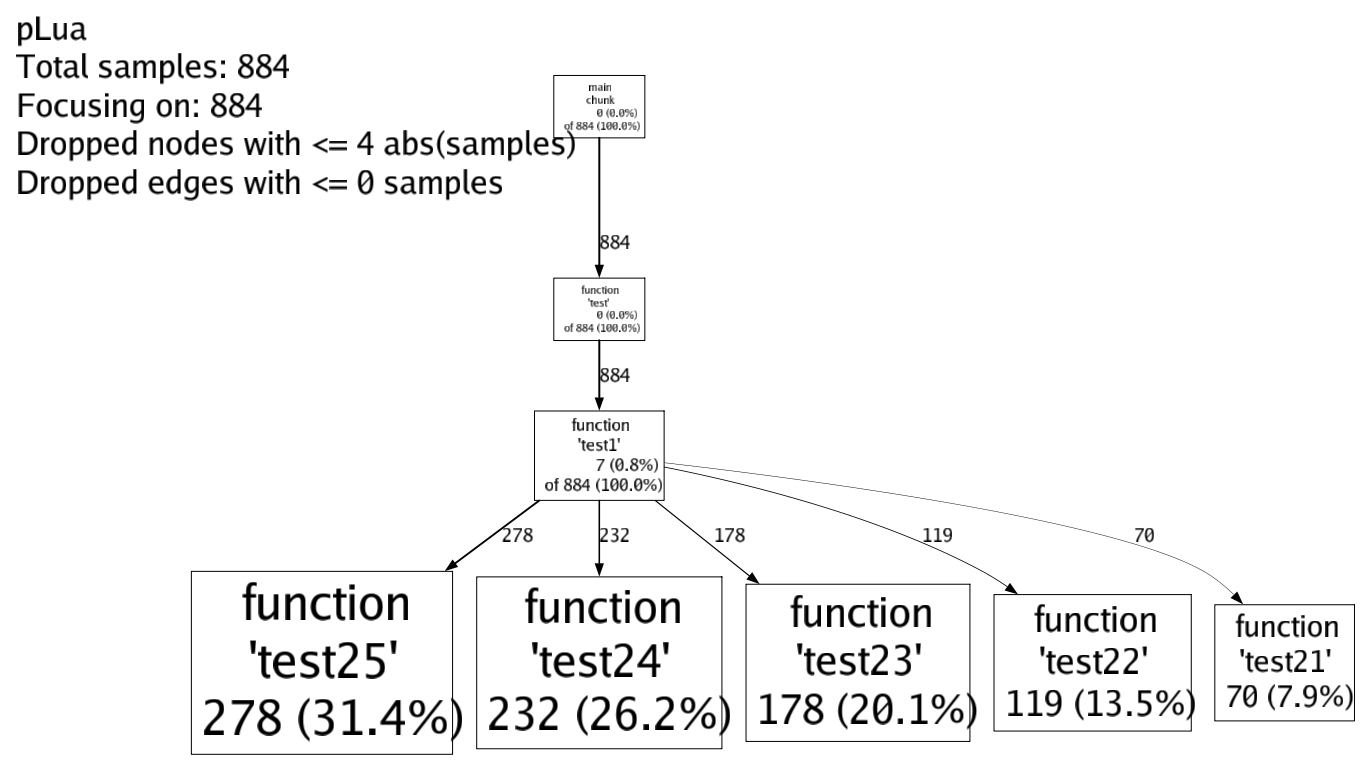 pLua
Total samples: 884
Focusing on: 884
Dropped nodes with <= 4 abs(samples)
Dropped edges with <= 0 samples
main
chunk
0 (0.0%)
of 884 (100.0%)
884
function
'test'
0 (0.0%)
of 884 (100.0%)
884
function
'test1'
7 (0.8%)
of 884 (100.0%)
278
232
178
119
70
function
'test25'
278 (31.4%)
function
'test24'
232 (26.2%)
function
'test23'
178 (20.1%)
function
'test22'
119 (13.5%)
function
'test21'
70 (7.9%)